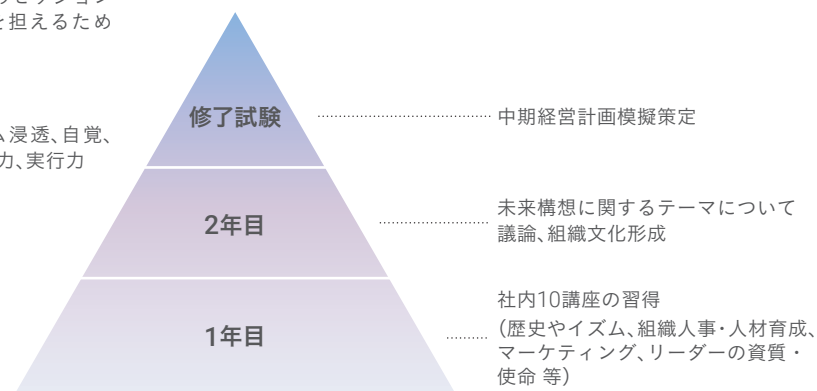 を担えるため
ム浸透、自覚、
力、実行力
修了試験
中期経営計画模擬策定
2年目
未来構想に関するテーマについて
議論、組織文化形成
1年目
社内10講座の習得
(歴史やイズム、組織人事・人材育成、
マーケティング、リーダーの資質・
使命 等)